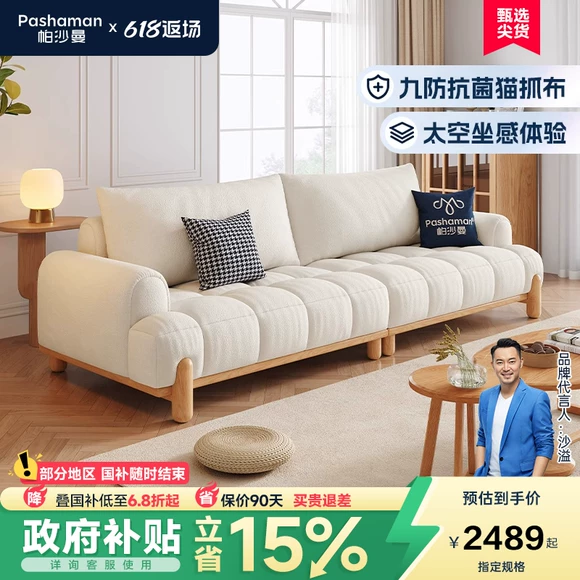 Pashaman
帕沙曼
x 618返场
甄选
尖货
九防抗菌猫抓布
太空坐感体验
Pashaman
帕沙曼
品牌代言人：沙溢
部分地区 国补随时结束
降 叠国补低至6.8折起
省 保价90天 买贵退差
政府补贴
详询客服使用
立省15%
预估到手价
¥2489起
指定规格